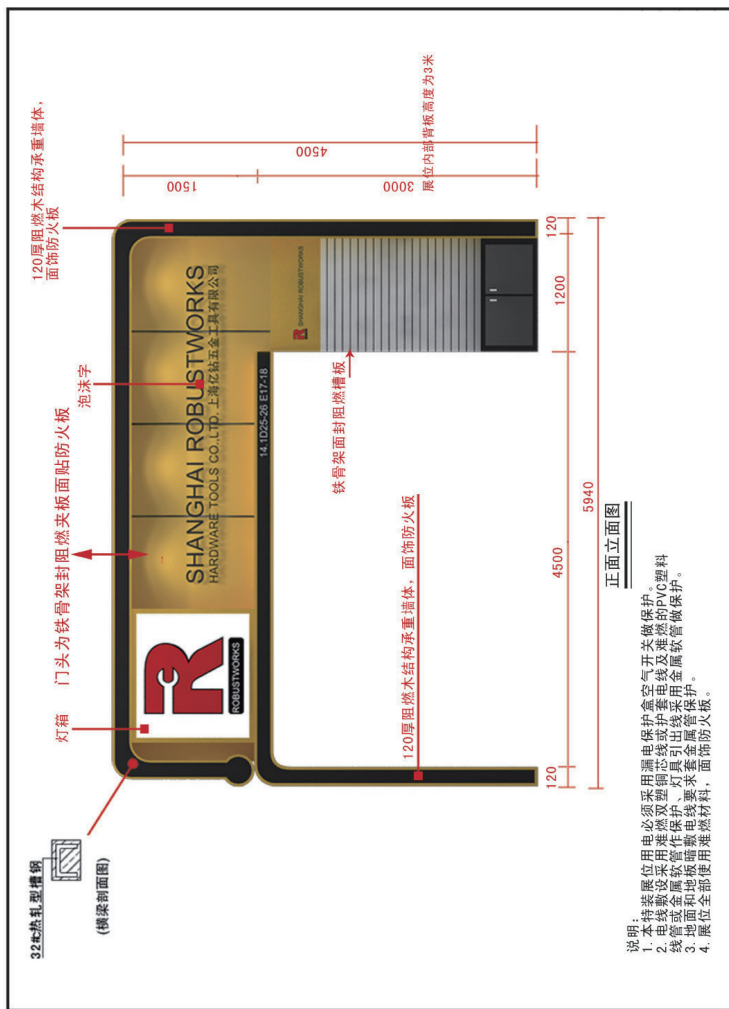 32#热轧型槽钢
(横梁剖面图)
灯箱
门头为铁骨架封阻燃夹板面贴防火板
泡沫字
120厚阻燃木结构承重墙体,
面饰防火板
ROBUSTWORKS
SHANGHAI ROBUSTWORKS
HARDWARE TOOLS CO.,LTD. 上海亿钻五金工具有限公司
14.1D25-26 E17-18
SHANGHAI ROBUSTWORKS
1500
4500
3000
展位内部背板高度为3米
120厚阻燃木结构承重墙体, 面饰防火板
铁骨架面封阻燃槽板
120
4500
1200
120
5940
正面立面图
说明:
1. 本特装展位用电必须采用漏电保护盒空气开关做保护。
2. 电线敷设采用难燃双塑铜芯线或护套电线及难燃的PVC塑料
线管或金属软管作保护、灯具引出线采用金属软管做保护。
3. 地面和地板暗敷电线要求套金属管保护。
4. 展位全部使用难燃材料, 面饰防火板。